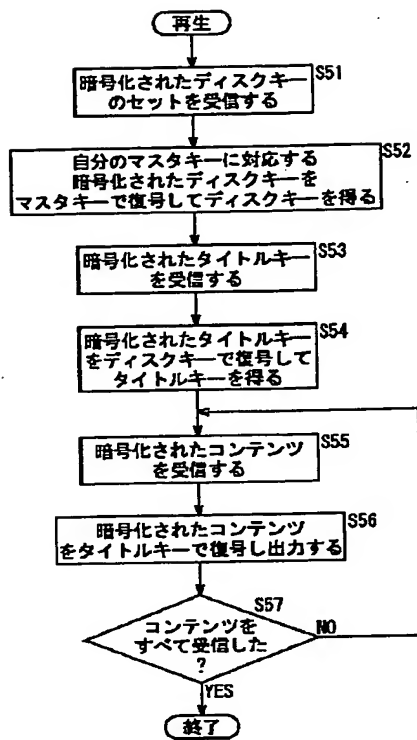 再生
S51
暗号化されたディスクキー
のセットを受信する
S52
自分のマスタキーに対応する
暗号化されたディスクキーを
マスタキーで復号してディスクキーを得る
S53
暗号化されたタイトルキー
を受信する
S54
暗号化されたタイトルキー
をディスクキーで復号して
タイトルキーを得る
S55
暗号化されたコンテンツ
を受信する
S56
暗号化されたコンテンツ
をタイトルキーで復号し出力する
S57
コンテンツを
すべて受信した
?
NO
YES
終了